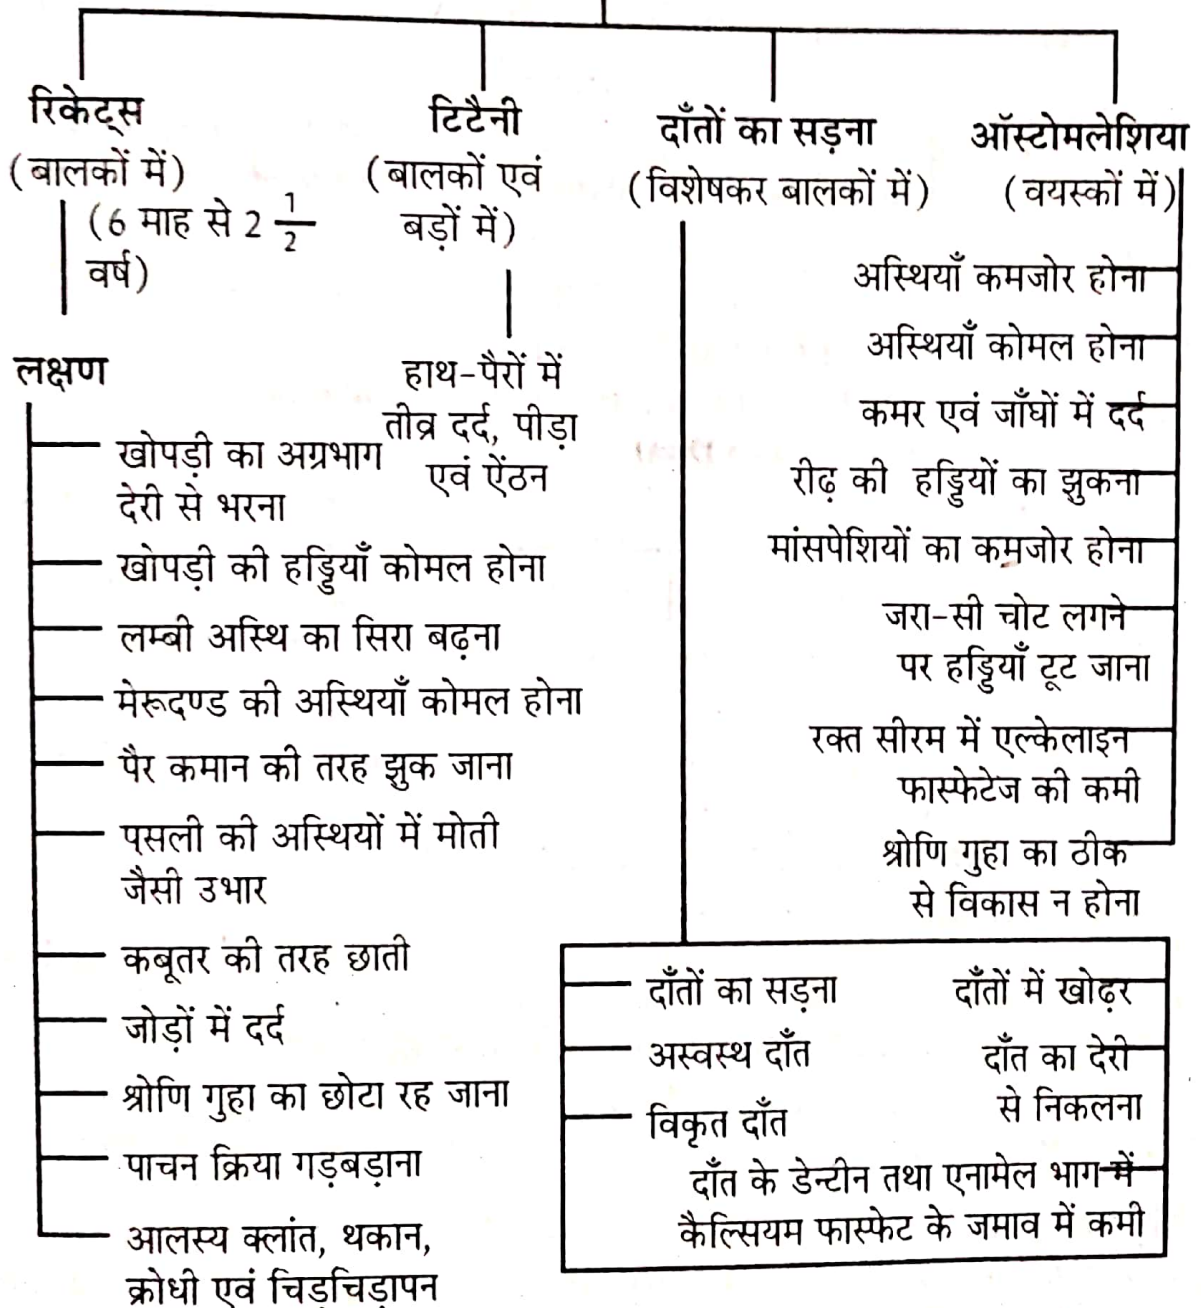 रिकेट्स
(बालकों में)
(6 माह से 2 1/2
वर्ष)
लक्षण
खोपड़ी का अग्रभाग
देरी से भरना
खोपड़ी की हड्डियाँ कोमल होना
लम्बी अस्थि का सिरा बढ़ना
मेरूदण्ड की अस्थियाँ कोमल होना
पैर कमान की तरह झुक जाना
पसली की अस्थियों में मोती
जैसी उभार
कबूतर की तरह छाती
जोड़ों में दर्द
श्रोणि गुहा का छोटा रह जाना
पाचन क्रिया गड़बड़ाना
आलस्य क्लांत, थकान,
क्रोधी एवं चिड़चिड़ापन
टिटैनी
(बालकों एवं
बड़ों में)
हाथ-पैरों में
तीव्र दर्द, पीड़ा
एवं ऐंठन
दाँतों का सड़ना
(विशेषकर बालकों में)
दाँतों का सड़ना
अस्वस्थ दाँत
विकृत दाँत
दाँतों में खोढ़र
दाँत का देरी
से निकलना
दाँत के डेन्टीन तथा एनामेल भाग में
कैल्सियम फास्फेट के जमाव में कमी
ऑस्टोमलेशिया
(वयस्कों में)
अस्थियाँ कमजोर होना
अस्थियाँ कोमल होना
कमर एवं जाँघों में दर्द
रीढ़ की हड्डियों का झुकना
मांसपेशियों का कमजोर होना
जरा-सी चोट लगने
पर हड्डियाँ टूट जाना
रक्त सीरम में एल्केलाइन
फास्फेटेज की कमी
श्रोणि गुहा का ठीक
से विकास न होना